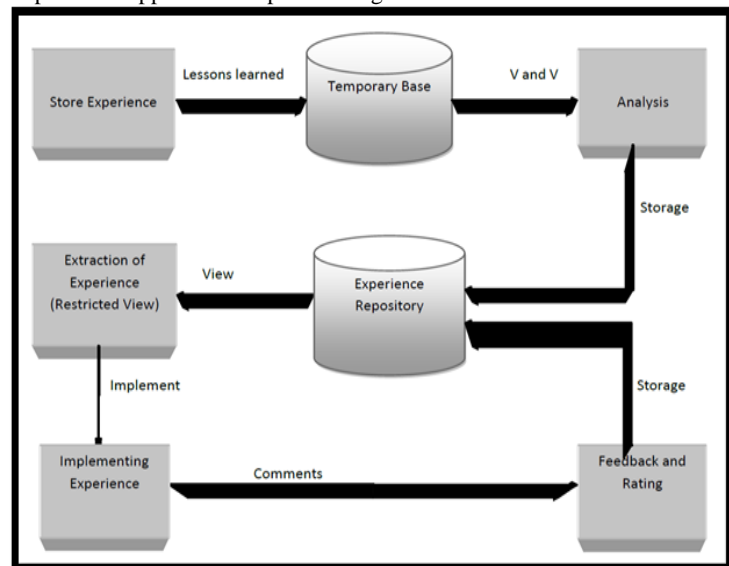 Lessons learned
V and V
Store Experience
Temporary Base
Analysis
Storage
Extraction of
Experience
(Restricted View)
View
Experience
Repository
Implement
Storage
Implementing
Experience
Comments
Feedback and
Rating